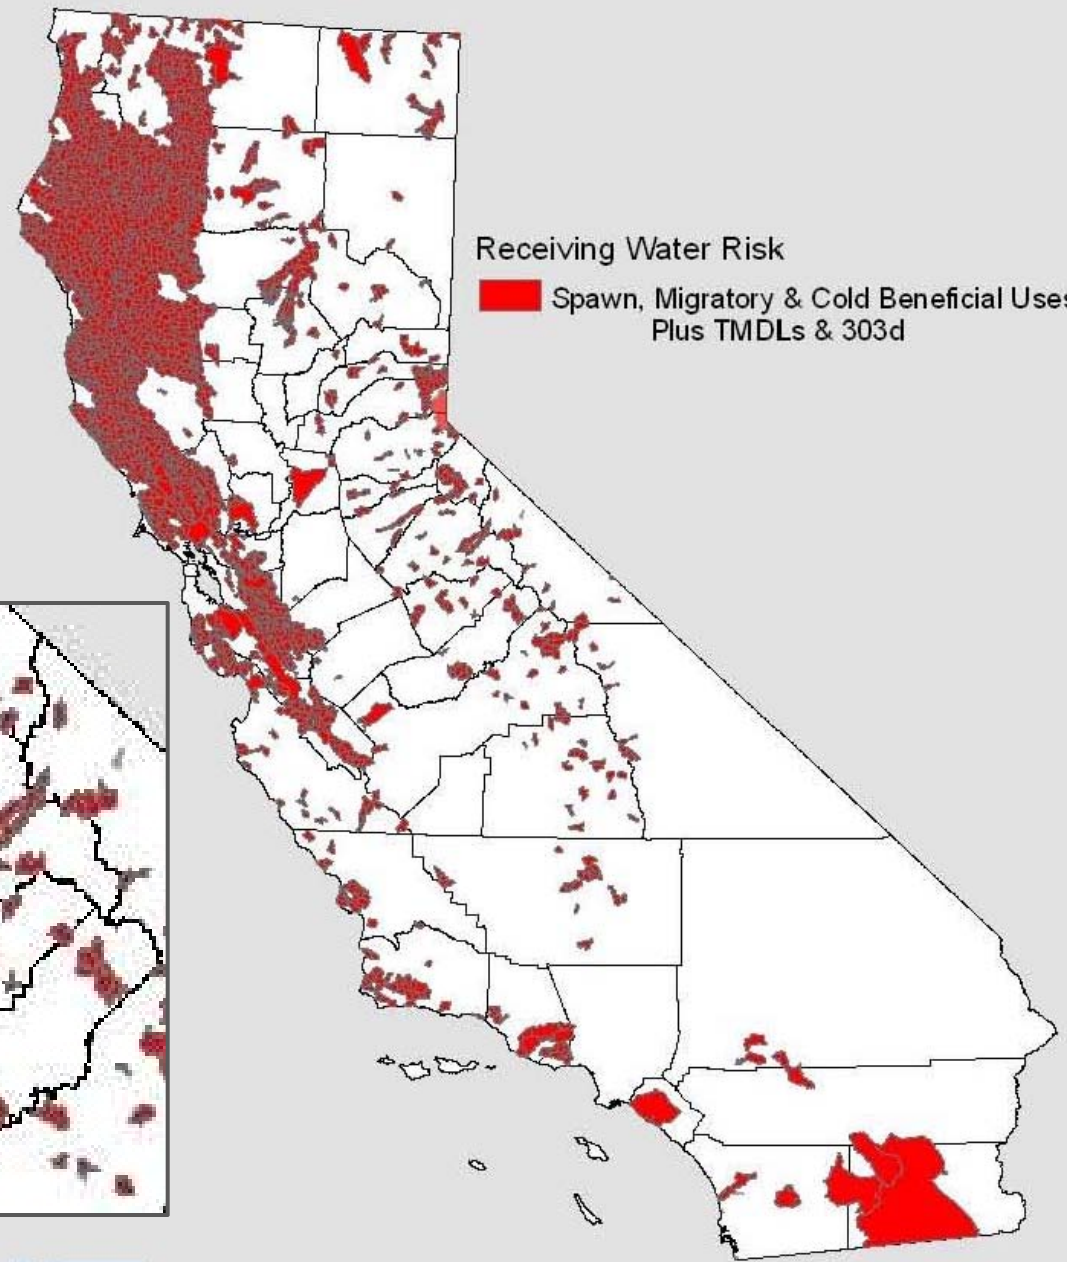 Receiving Water Risk
Spawn, Migratory & Cold Beneficial Uses
Plus TMDLs & 303d